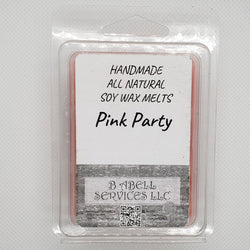 HANDMADE
ALL NATURAL
SOY WAX MELTS
Pink Party
B ABELL
SERVICES LLC